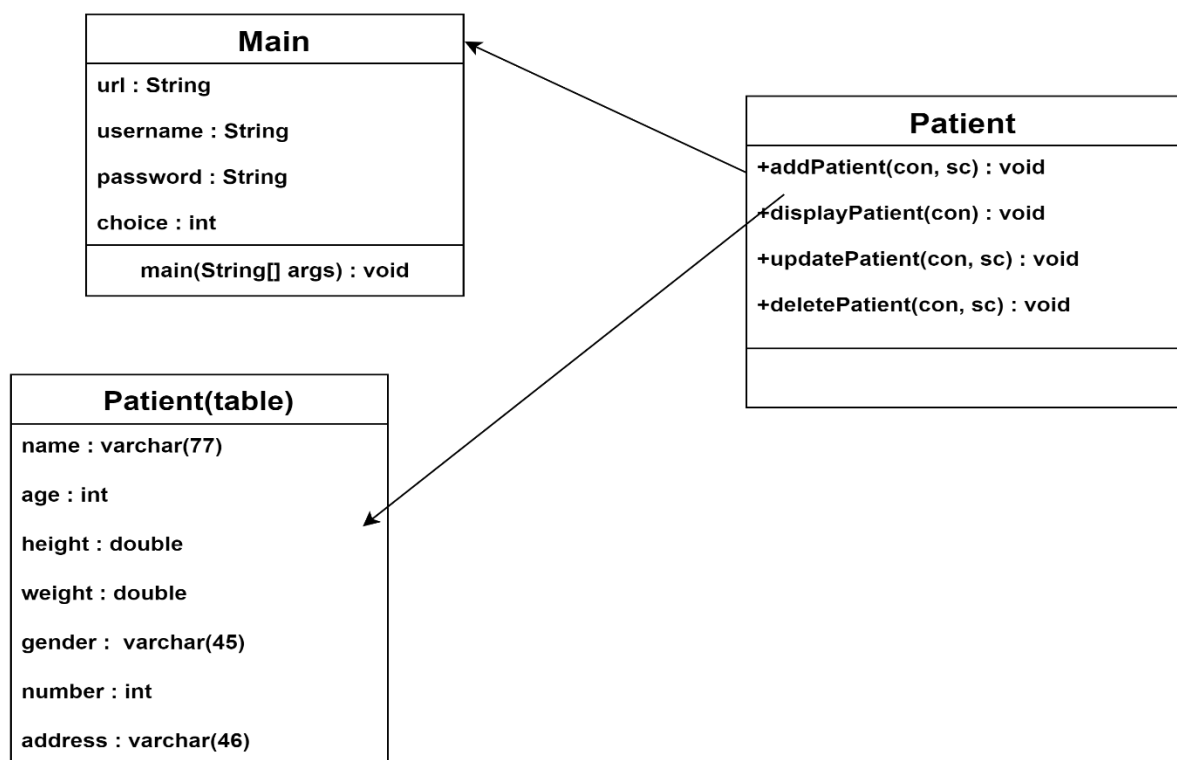 Main
url : String
username : String
password : String
choice : int
main(String[] args) : void
Patient
+addPatient(con, sc) : void
+displayPatient(con) : void
+updatePatient(con, sc) : void
+deletePatient(con, sc) : void
Patient(table)
name : varchar(77)
age : int
height : double
weight : double
gender :  varchar(45)
number : int
address : varchar(46)